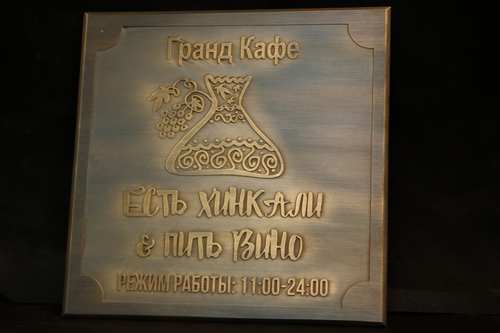 Гранд Кафе
Есть хинкали
& пить вино
РЕЖИМ РАБОТЫ: 11:00-24:00